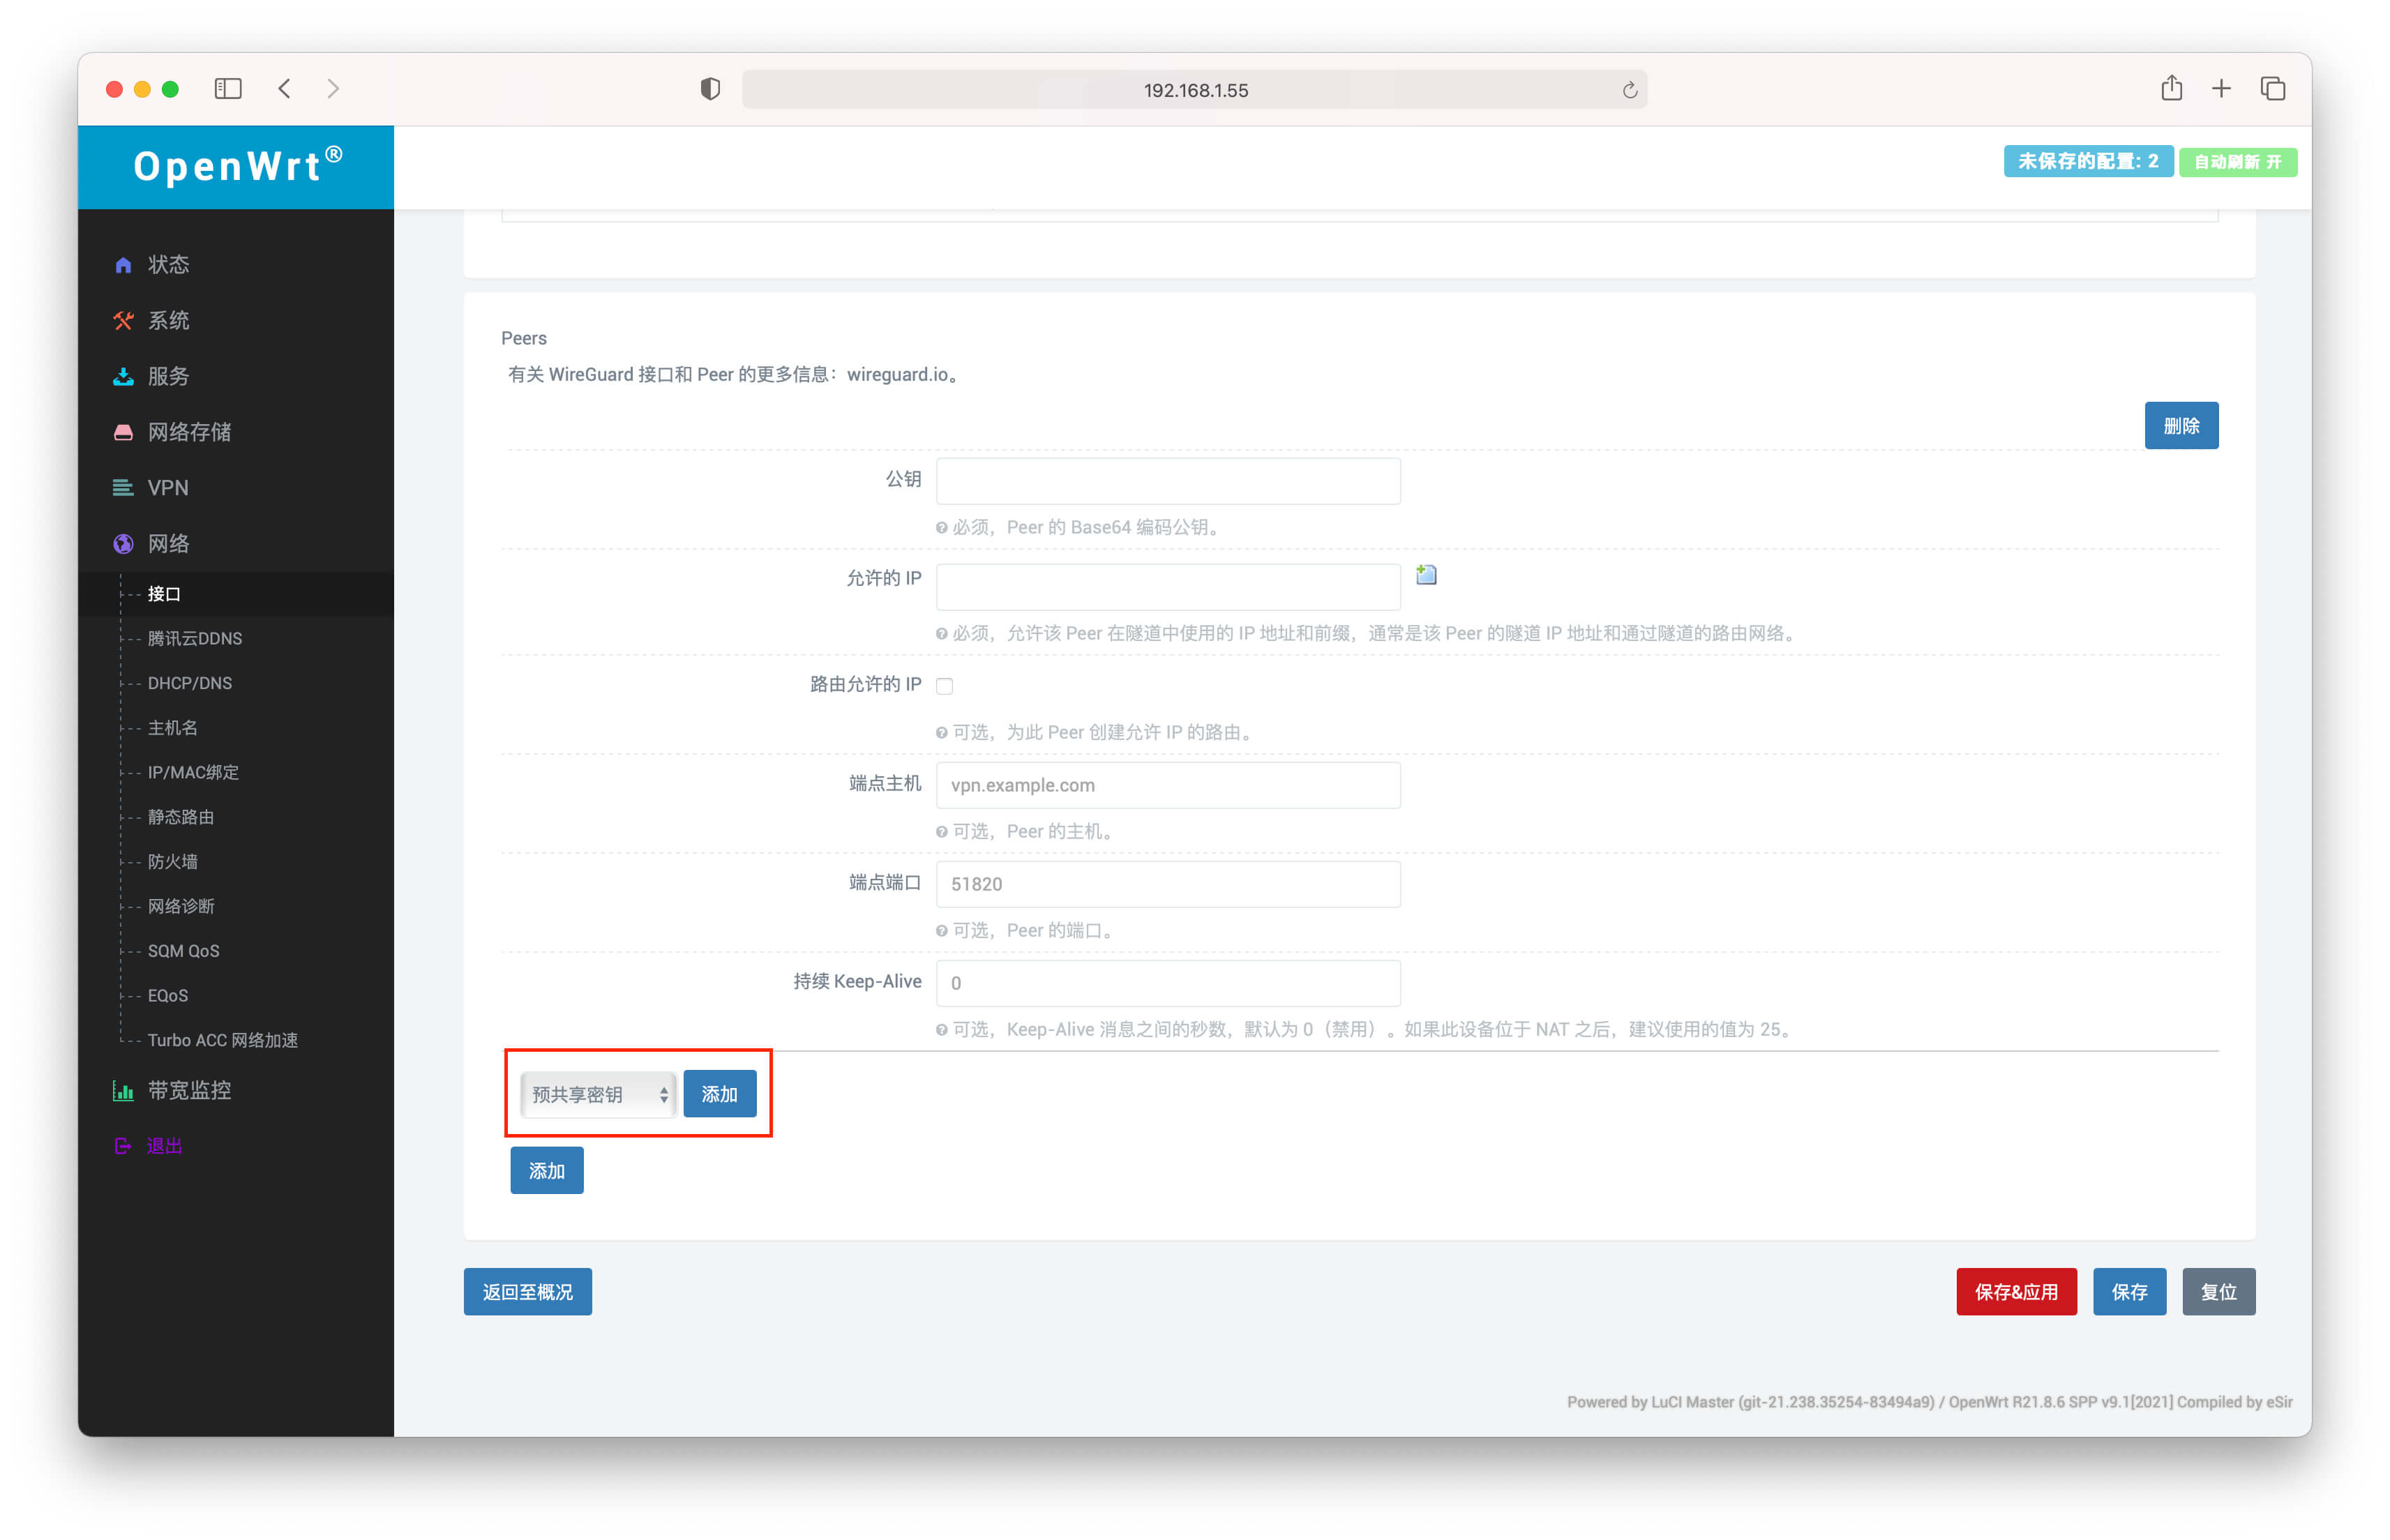 192.168.1.55
OpenWrt®
未保存的配置: 2
自动刷新 开
状态
系统
服务
网络存储
VPN
网络
接口
腾讯云DDNS
DHCP/DNS
主机名
IP/MAC绑定
静态路由
防火墙
网络诊断
SQM QoS
EQoS
Turbo ACC 网络加速
带宽监控
退出
Peers
有关 WireGuard 接口和 Peer 的更多信息：wireguard.io。
删除
公钥
必须，Peer 的 Base64 编码公钥。
允许的 IP
必须，允许该 Peer 在隧道中使用的 IP 地址和前缀，通常是该 Peer 的隧道 IP 地址和通过隧道的路由网络。
路由允许的 IP
可选，为此 Peer 创建允许 IP 的路由。
端点主机
vpn.example.com
可选，Peer 的主机。
端点端口
51820
可选，Peer 的端口。
持续 Keep-Alive
0
可选，Keep-Alive 消息之间的秒数，默认为 0（禁用）。如果此设备位于 NAT 之后，建议使用的值为 25。
预共享密钥
添加
添加
返回至概况
保存&应用
保存
复位
Powered by LuCI Master (git-21.238.35254-83494a9) / OpenWrt R21.8.6 SPP v9.1[2021] Compiled by eSir